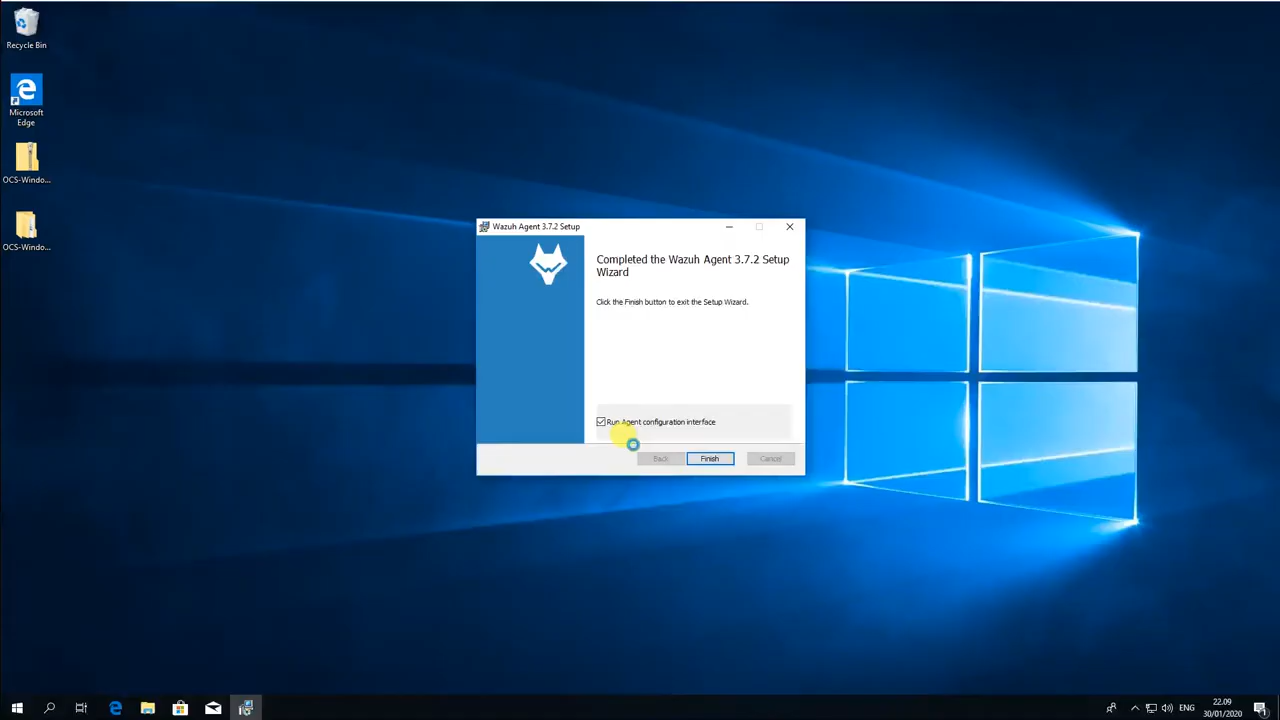 Recycle Bin
Microsoft
Edge
OCS-Windo...
OCS-Windo...
Wazuh Agent 3.7.2 Setup
Completed the Wazuh Agent 3.7.2 Setup
Wizard
Click the Finish button to exit the Setup Wizard.
Run Agent configuration interface
Back
Finish
Cancel
ENG
22.09
30/01/2020